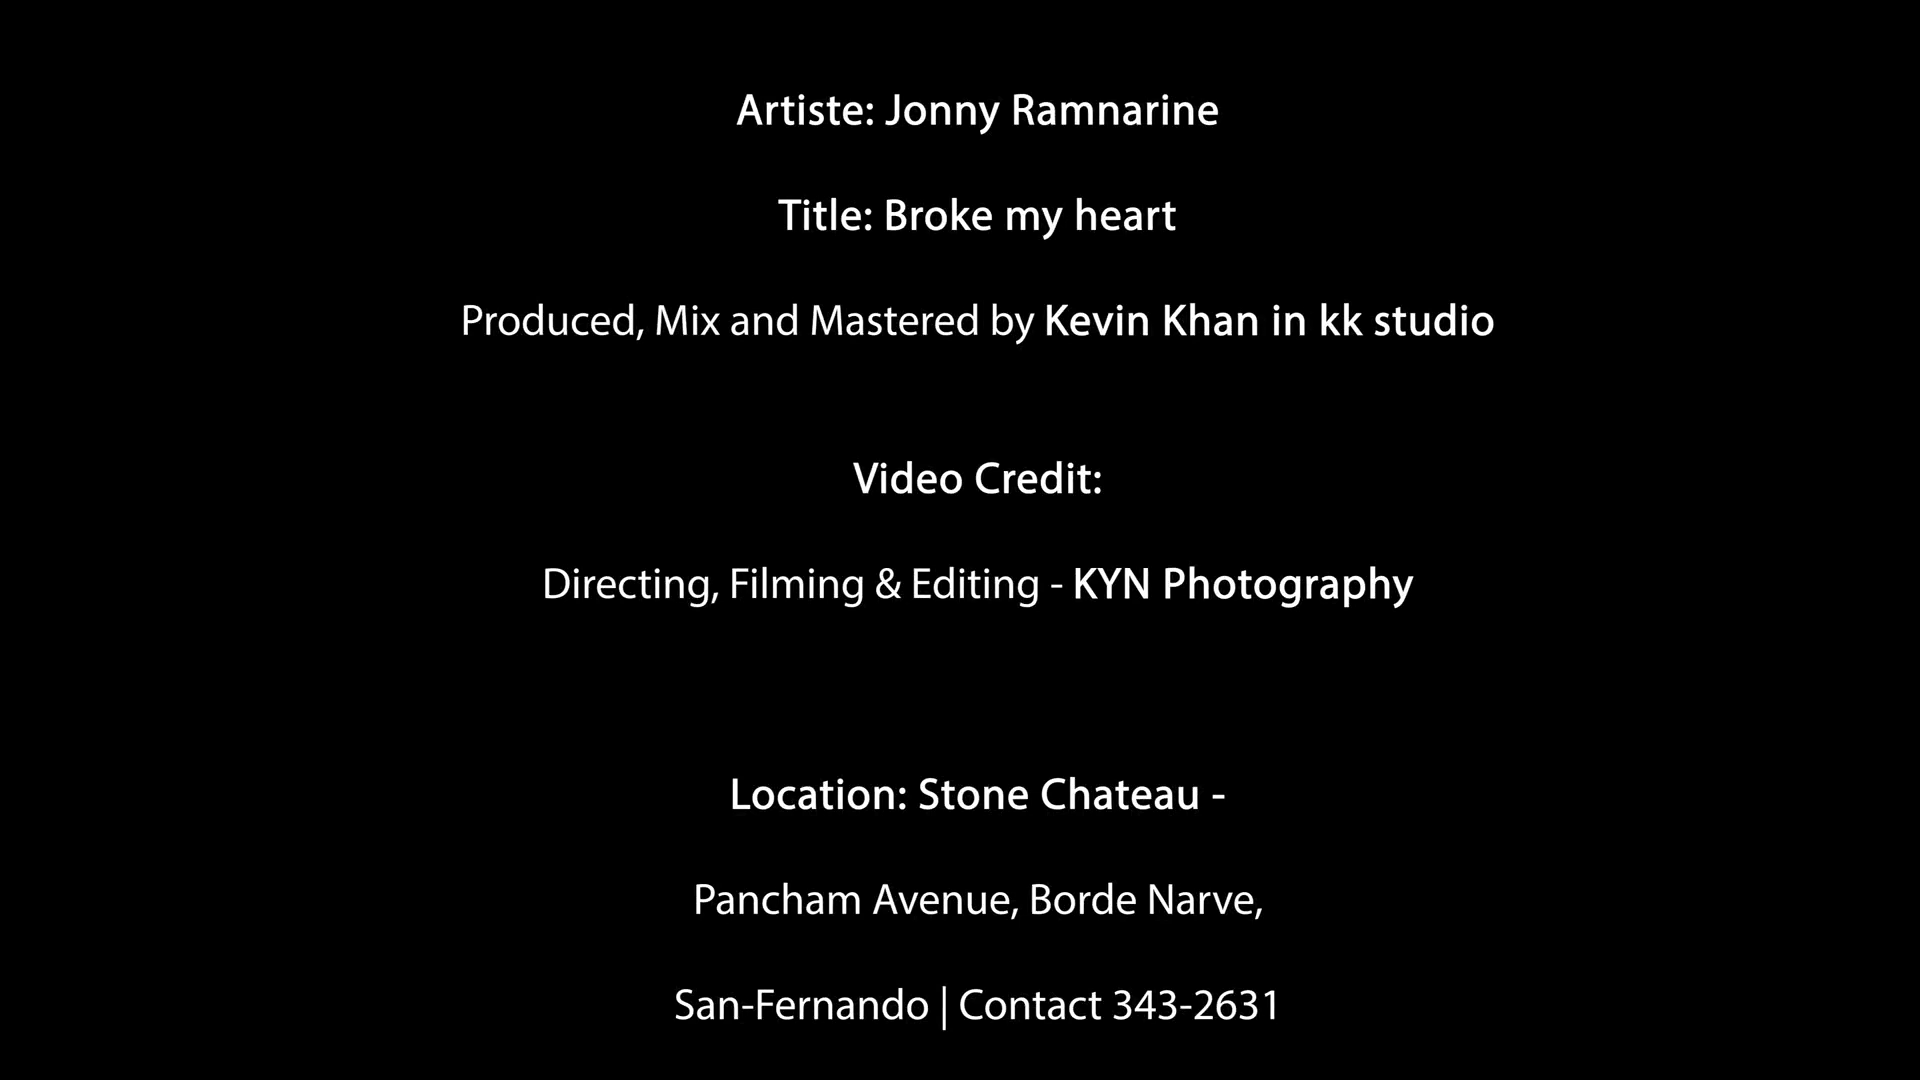 Artiste: Jonny Ramnarine
Title: Broke my heart
Produced, Mix and Mastered by Kevin Khan in kk studio
Video Credit:
Directing, Filming & Editing - KYN Photography
Location: Stone Chateau -
Pancham Avenue, Borde Narve,
San-Fernando | Contact 343-2631